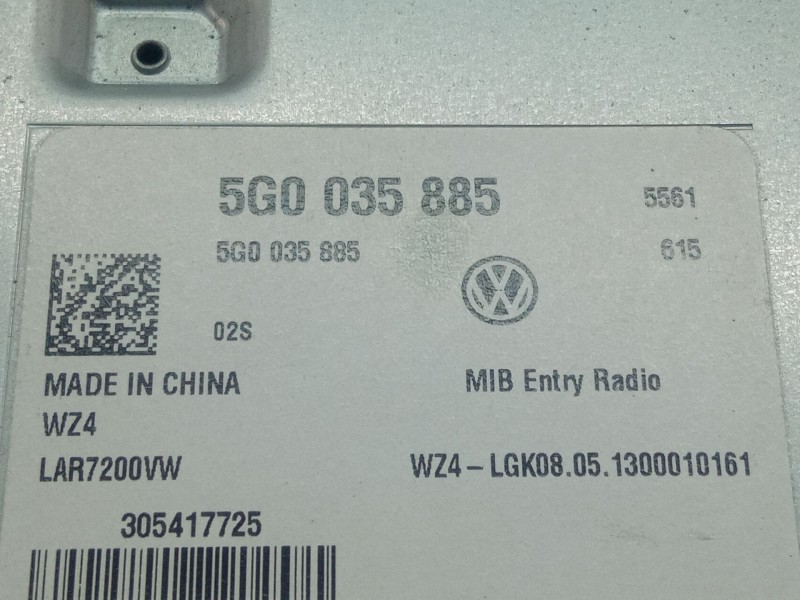 5G0 035 885 5561
5G0 035 885 615
02S
MADE IN CHINA MIB Entry Radio
WZ4
LAR7200VW WZ4-LGK08.05.1300010161
305417725